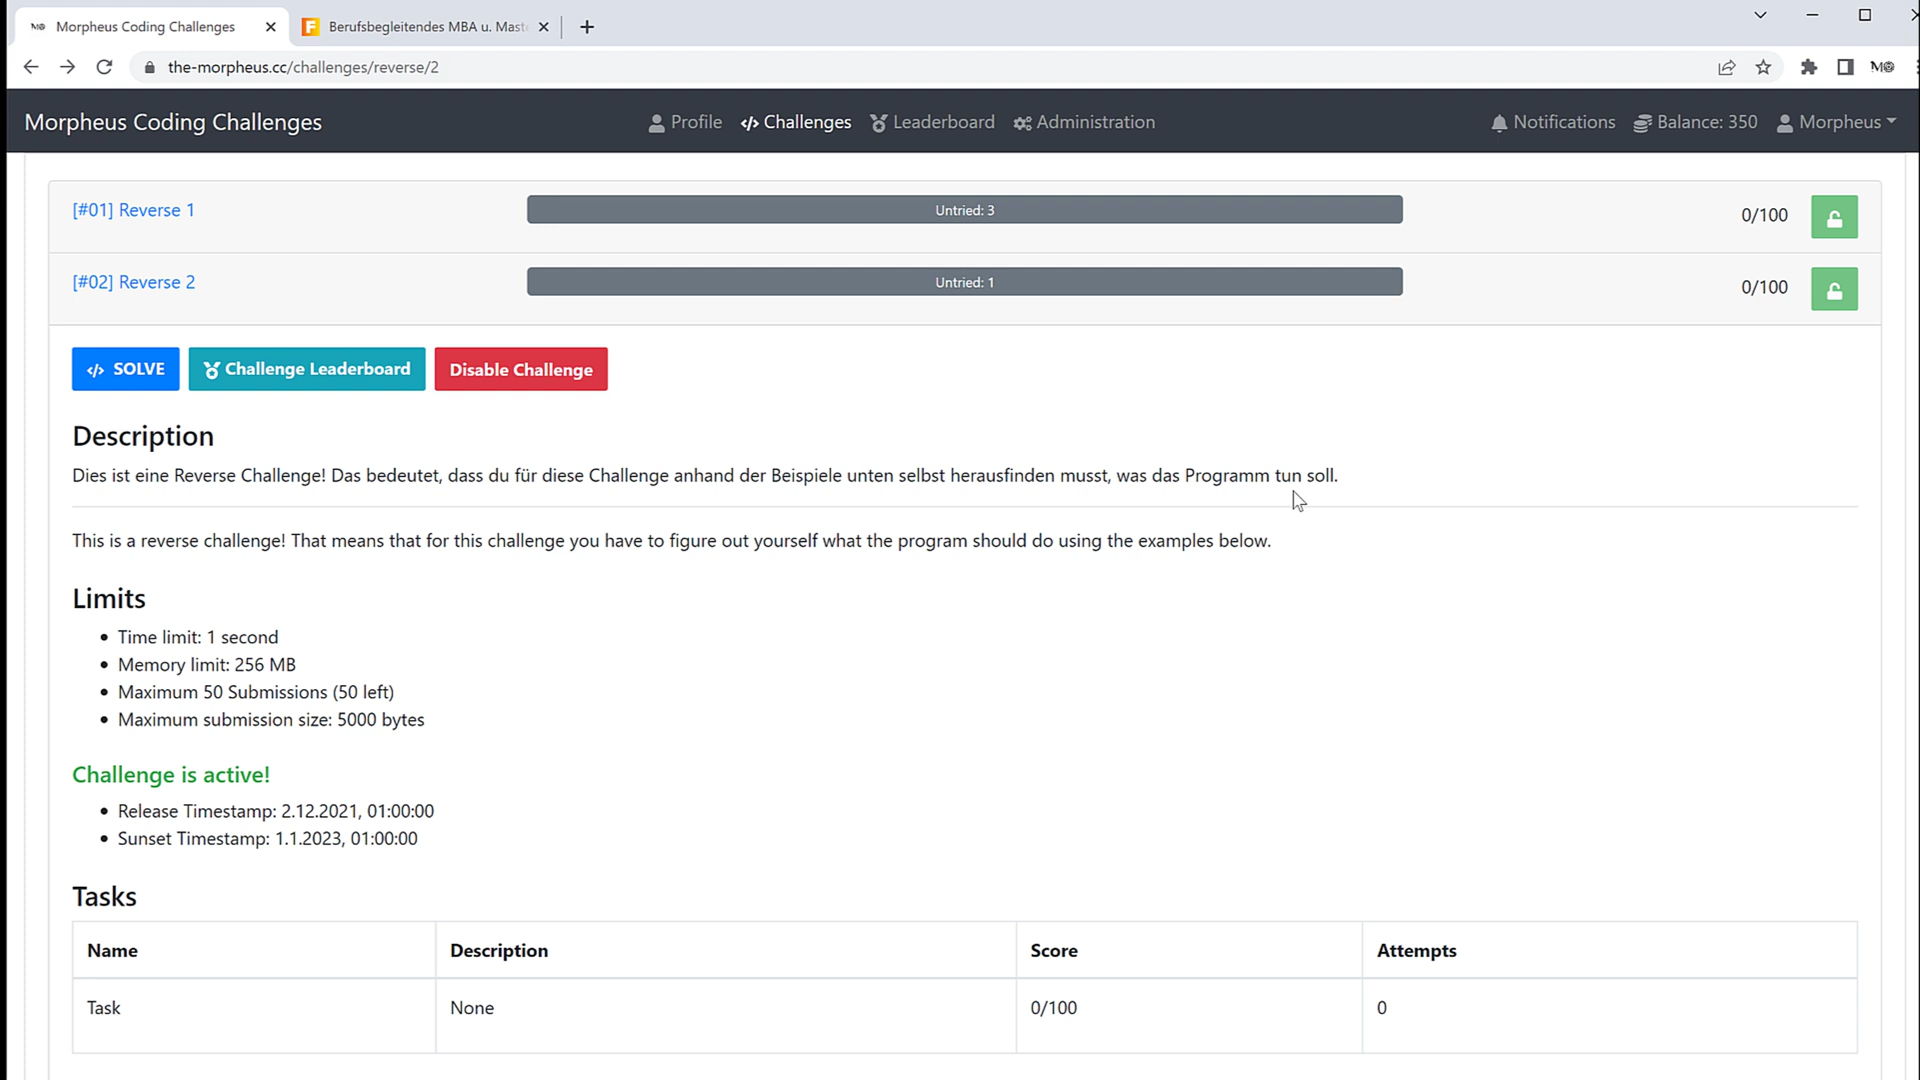 Morpheus Coding Challenges
Berufsbegleitendes MBA u. Mast
the-morpheus.cc/challenges/reverse/2
Morpheus Coding Challenges Profile Challenges Leaderboard Administration Notifications Balance: 350 Morpheus
[#01] Reverse 1 Untried: 3 0/100
[#02] Reverse 2 Untried: 1 0/100
</> SOLVE Challenge Leaderboard Disable Challenge
Description
Dies ist eine Reverse Challenge! Das bedeutet, dass du für diese Challenge anhand der Beispiele unten selbst herausfinden musst, was das Programm tun soll.
This is a reverse challenge! That means that for this challenge you have to figure out yourself what the program should do using the examples below.
Limits
• Time limit: 1 second
• Memory limit: 256 MB
• Maximum 50 Submissions (50 left)
• Maximum submission size: 5000 bytes
Challenge is active!
• Release Timestamp: 2.12.2021, 01:00:00
• Sunset Timestamp: 1.1.2023, 01:00:00
Tasks
Name Description Score Attempts
Task None 0/100 0